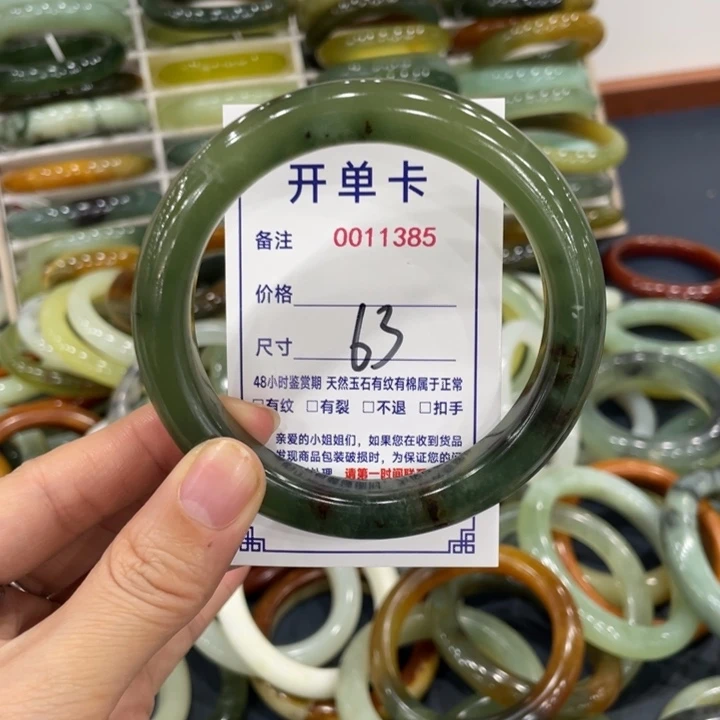 开单卡
备注 0011385
价格
尺寸 63
48小时鉴赏期 天然玉石有纹有棉属于正常
□有纹 □有裂 □不退 □扣手
亲爱的小姐姐们，如果您在收到货品
发现商品包装破损时，为保证您的
处理 请第一时间联